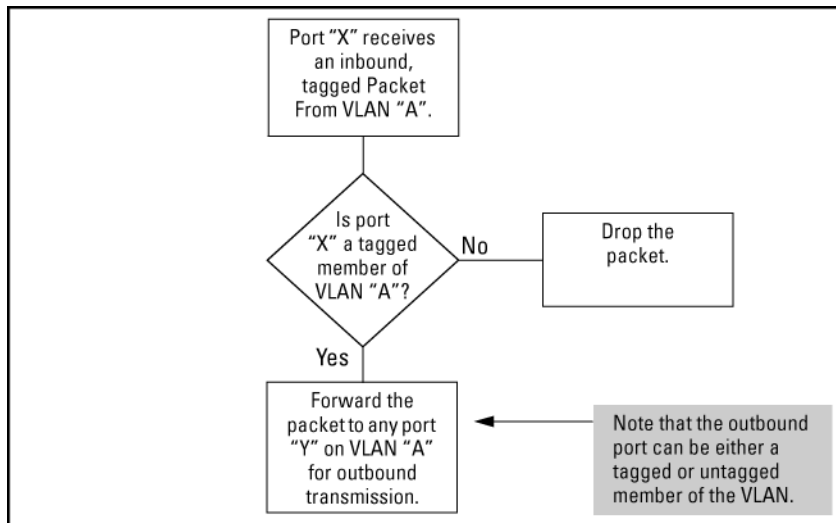 Port “X” receives
an inbound,
tagged Packet
From VLAN “A”.
Is port
“X” a tagged
member of
VLAN “A”?
No
Drop the
packet.
Yes
Forward the
packet to any port
“Y” on VLAN “A”
for outbound
transmission.
Note that the outbound
port can be either a
tagged or untagged
member of the VLAN.